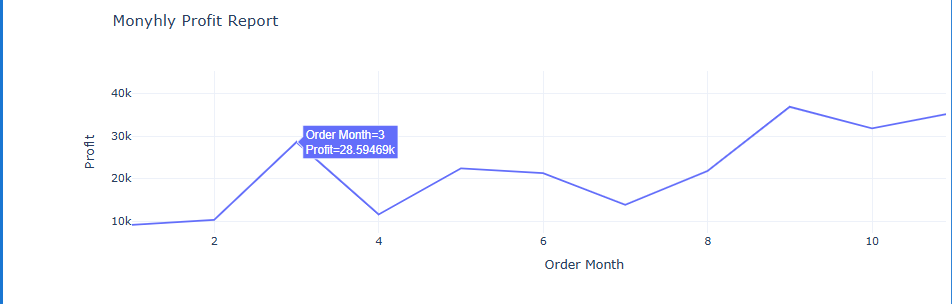 Monyhly Profit Report
40k
30k
20k
10k
Profit
Order Month=3
Profit=28.59469k
2
4
6
8
10
Order Month